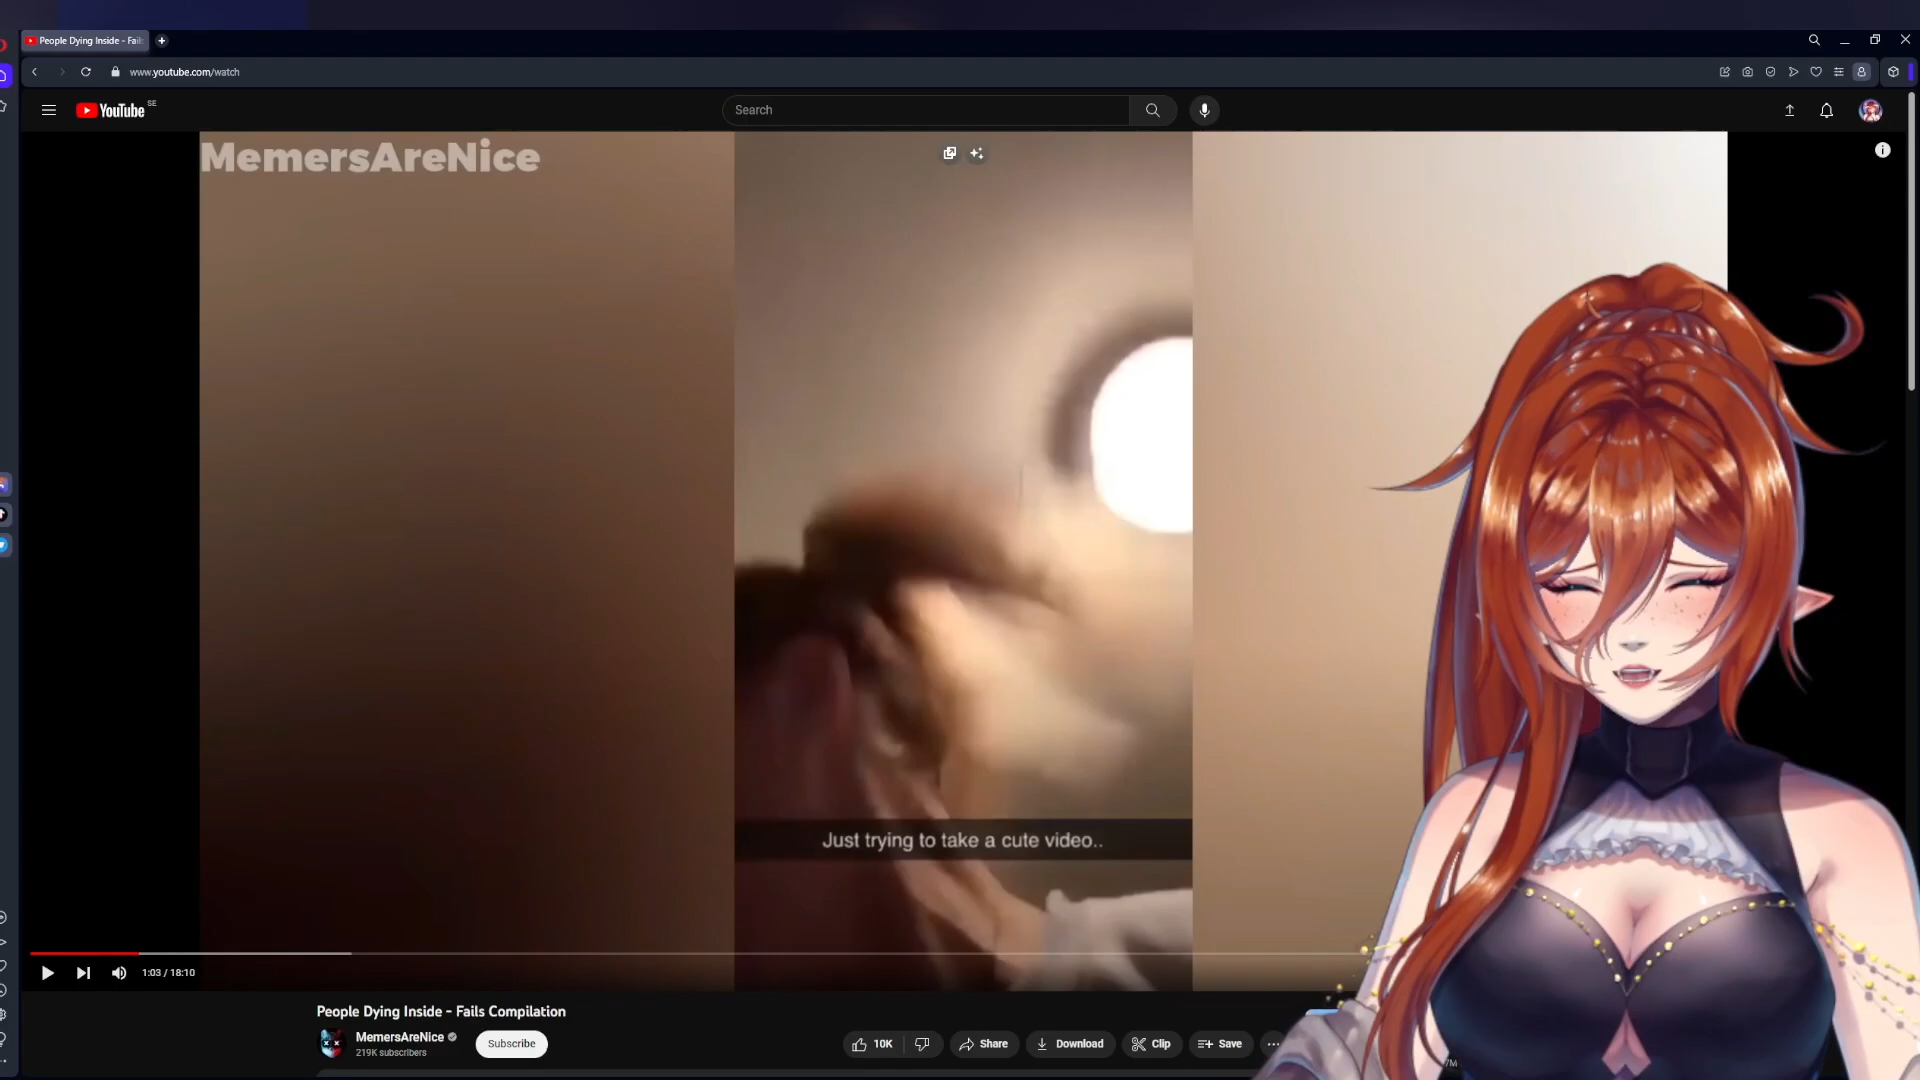 People Dying Inside - Fail
www.youtube.com/watch
YouTube SE
Search
MemersAreNice
Just trying to take a cute video..
1:03 / 18:10
People Dying Inside - Fails Compilation
MemersAreNice
219K subscribers
Subscribe
10K
Share
Download
Clip
Save
7M